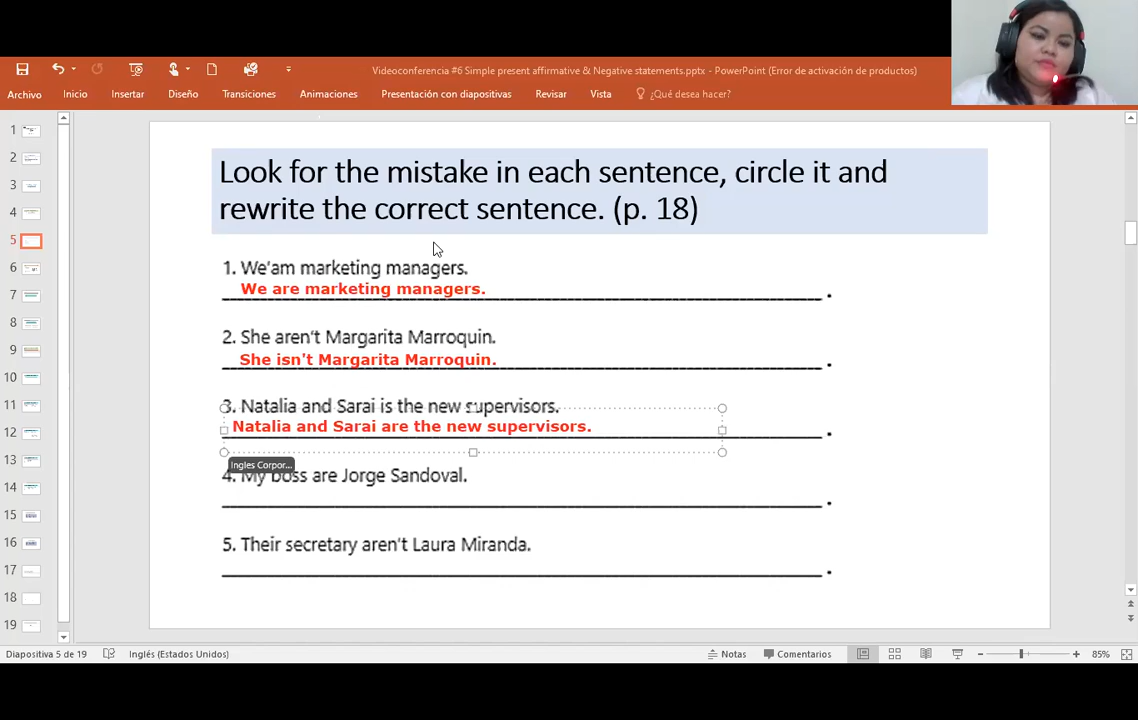 Videoconferencia #6 Simple present affirmative & Negative statements.pptx - PowerPoint (Error de activación de productos)
Archivo Inicio Insertar Diseño Transiciones Animaciones Presentación con diapositivas Revisar Vista ¿Qué desea hacer?
1
2
3
4
5
6
7
8
9
10
11
12
13
14
15
16
17
18
19
Look for the mistake in each sentence, circle it and
rewrite the correct sentence. (p. 18)
1. We'am marketing managers.
We are marketing managers.
2. She aren't Margarita Marroquin.
She isn't Margarita Marroquin.
3. Natalia and Sarai is the new supervisors.
Natalia and Sarai are the new supervisors.
Ingles Corpor...
4. My boss are Jorge Sandoval.
5. Their secretary aren't Laura Miranda.
Diapositiva 5 de 19 Inglés (Estados Unidos) Notas Comentarios 85%